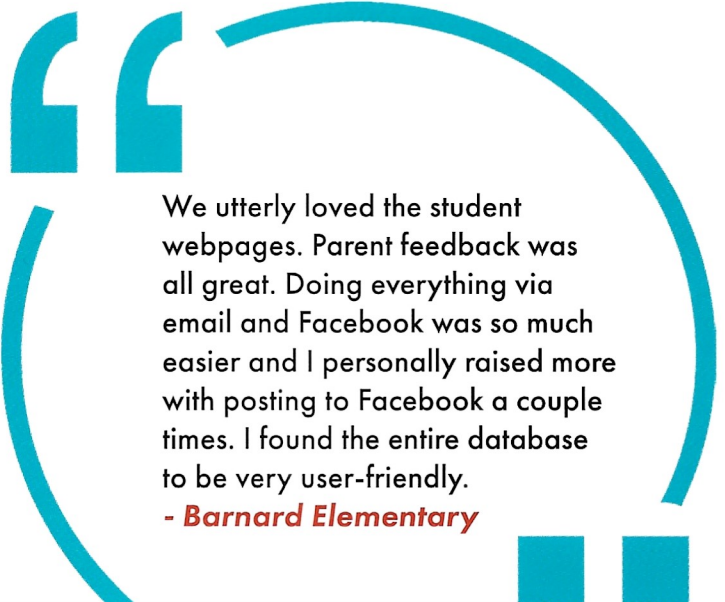 We utterly loved the student
webpages. Parent feedback was
all great. Doing everything via
email and Facebook was so much
easier and I personally raised more
with posting to Facebook a couple
times. I found the entire database
to be very user-friendly.
- Barnard Elementary